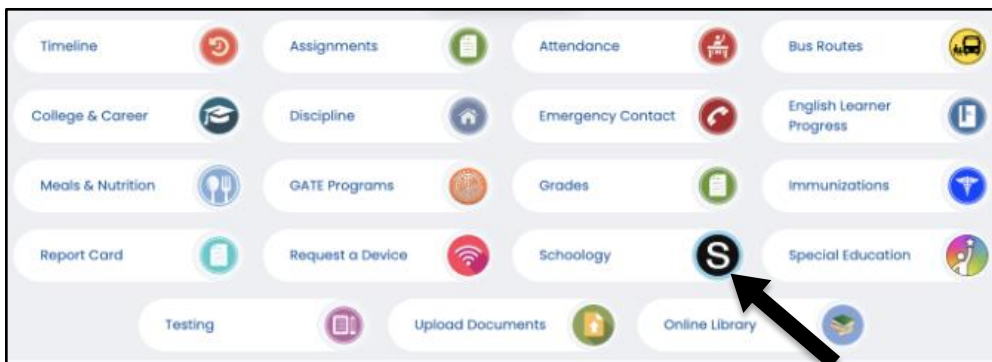 Timeline
Assignments
Attendance
Bus Routes
College & Career
Discipline
Emergency Contact
English Learner
Progress
Meals & Nutrition
GATE Programs
Grades
Immunizations
Report Card
Request a Device
Schoology
S
Special Education
Testing
Upload Documents
Online Library